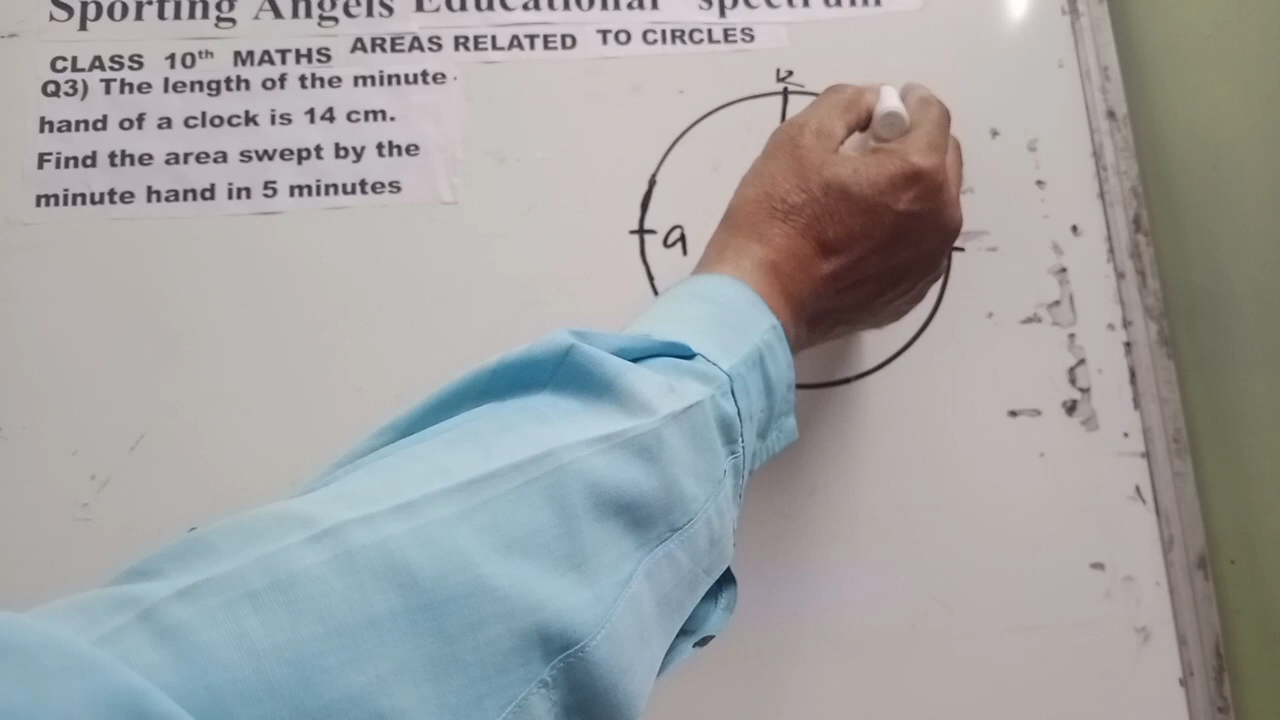 Sporting Angels Educational spectrum
CLASS 10th MATHS AREAS RELATED TO CIRCLES
Q3) The length of the minute
hand of a clock is 14 cm.
Find the area swept by the
minute hand in 5 minutes
12
9